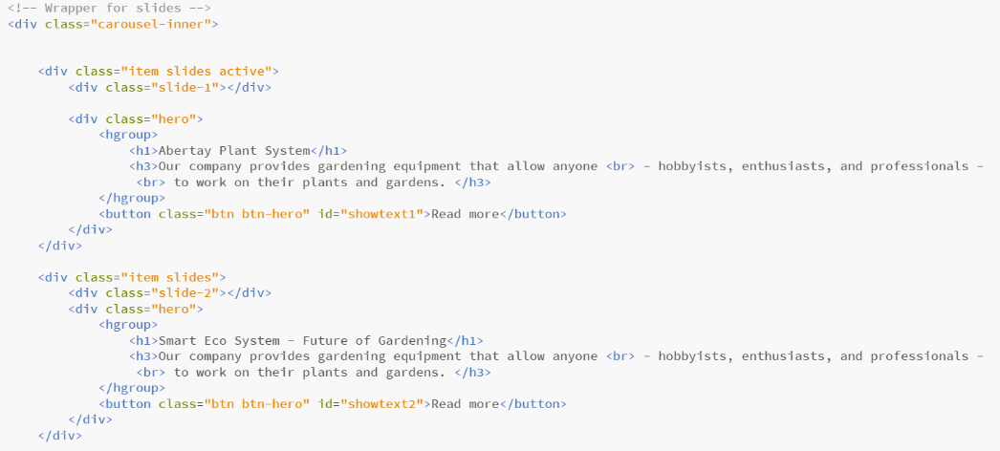 <!-- Wrapper for slides -->
<div class="carousel-inner">
<div class="item slides active">
<div class="slide-1"></div>
<div class="hero">
<hgroup>
<h1>Abertay Plant System</h1>
<h3>Our company provides gardening equipment that allow anyone <br> - hobbyists, enthusiasts, and professionals -
<br> to work on their plants and gardens. </h3>
</hgroup>
<button class="btn btn-hero" id="showtext1">Read more</button>
</div>
</div>
<div class="item slides">
<div class="slide-2"></div>
<div class="hero">
<hgroup>
<h1>Smart Eco System - Future of Gardening</h1>
<h3>Our company provides gardening equipment that allow anyone <br> - hobbyists, enthusiasts, and professionals -
<br> to work on their plants and gardens. </h3>
</hgroup>
<button class="btn btn-hero" id="showtext2">Read more</button>
</div>
</div>